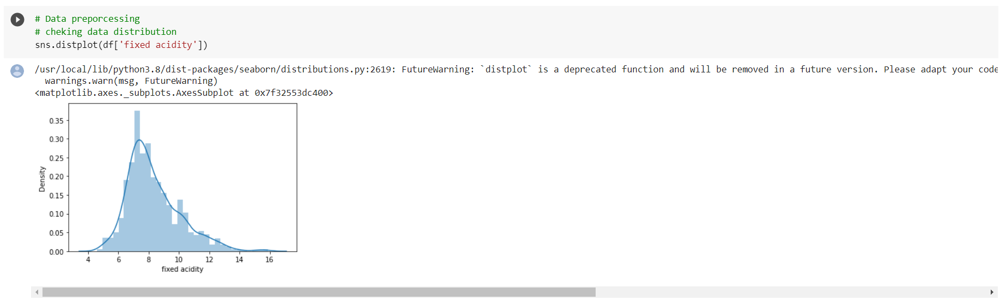 # Data preporcessing
# cheking data distribution
sns.distplot(df['fixed acidity'])
/usr/local/lib/python3.8/dist-packages/seaborn/distributions.py:2619: FutureWarning: `distplot` is a deprecated function and will be removed in a future version. Please adapt your code
warnings.warn(msg, FutureWarning)
<matplotlib.axes._subplots.AxesSubplot at 0x7f32553dc400>
0.35
0.30
0.25
0.20
0.15
0.10
0.05
0.00
Density
4 6 8 10 12 14 16
fixed acidity